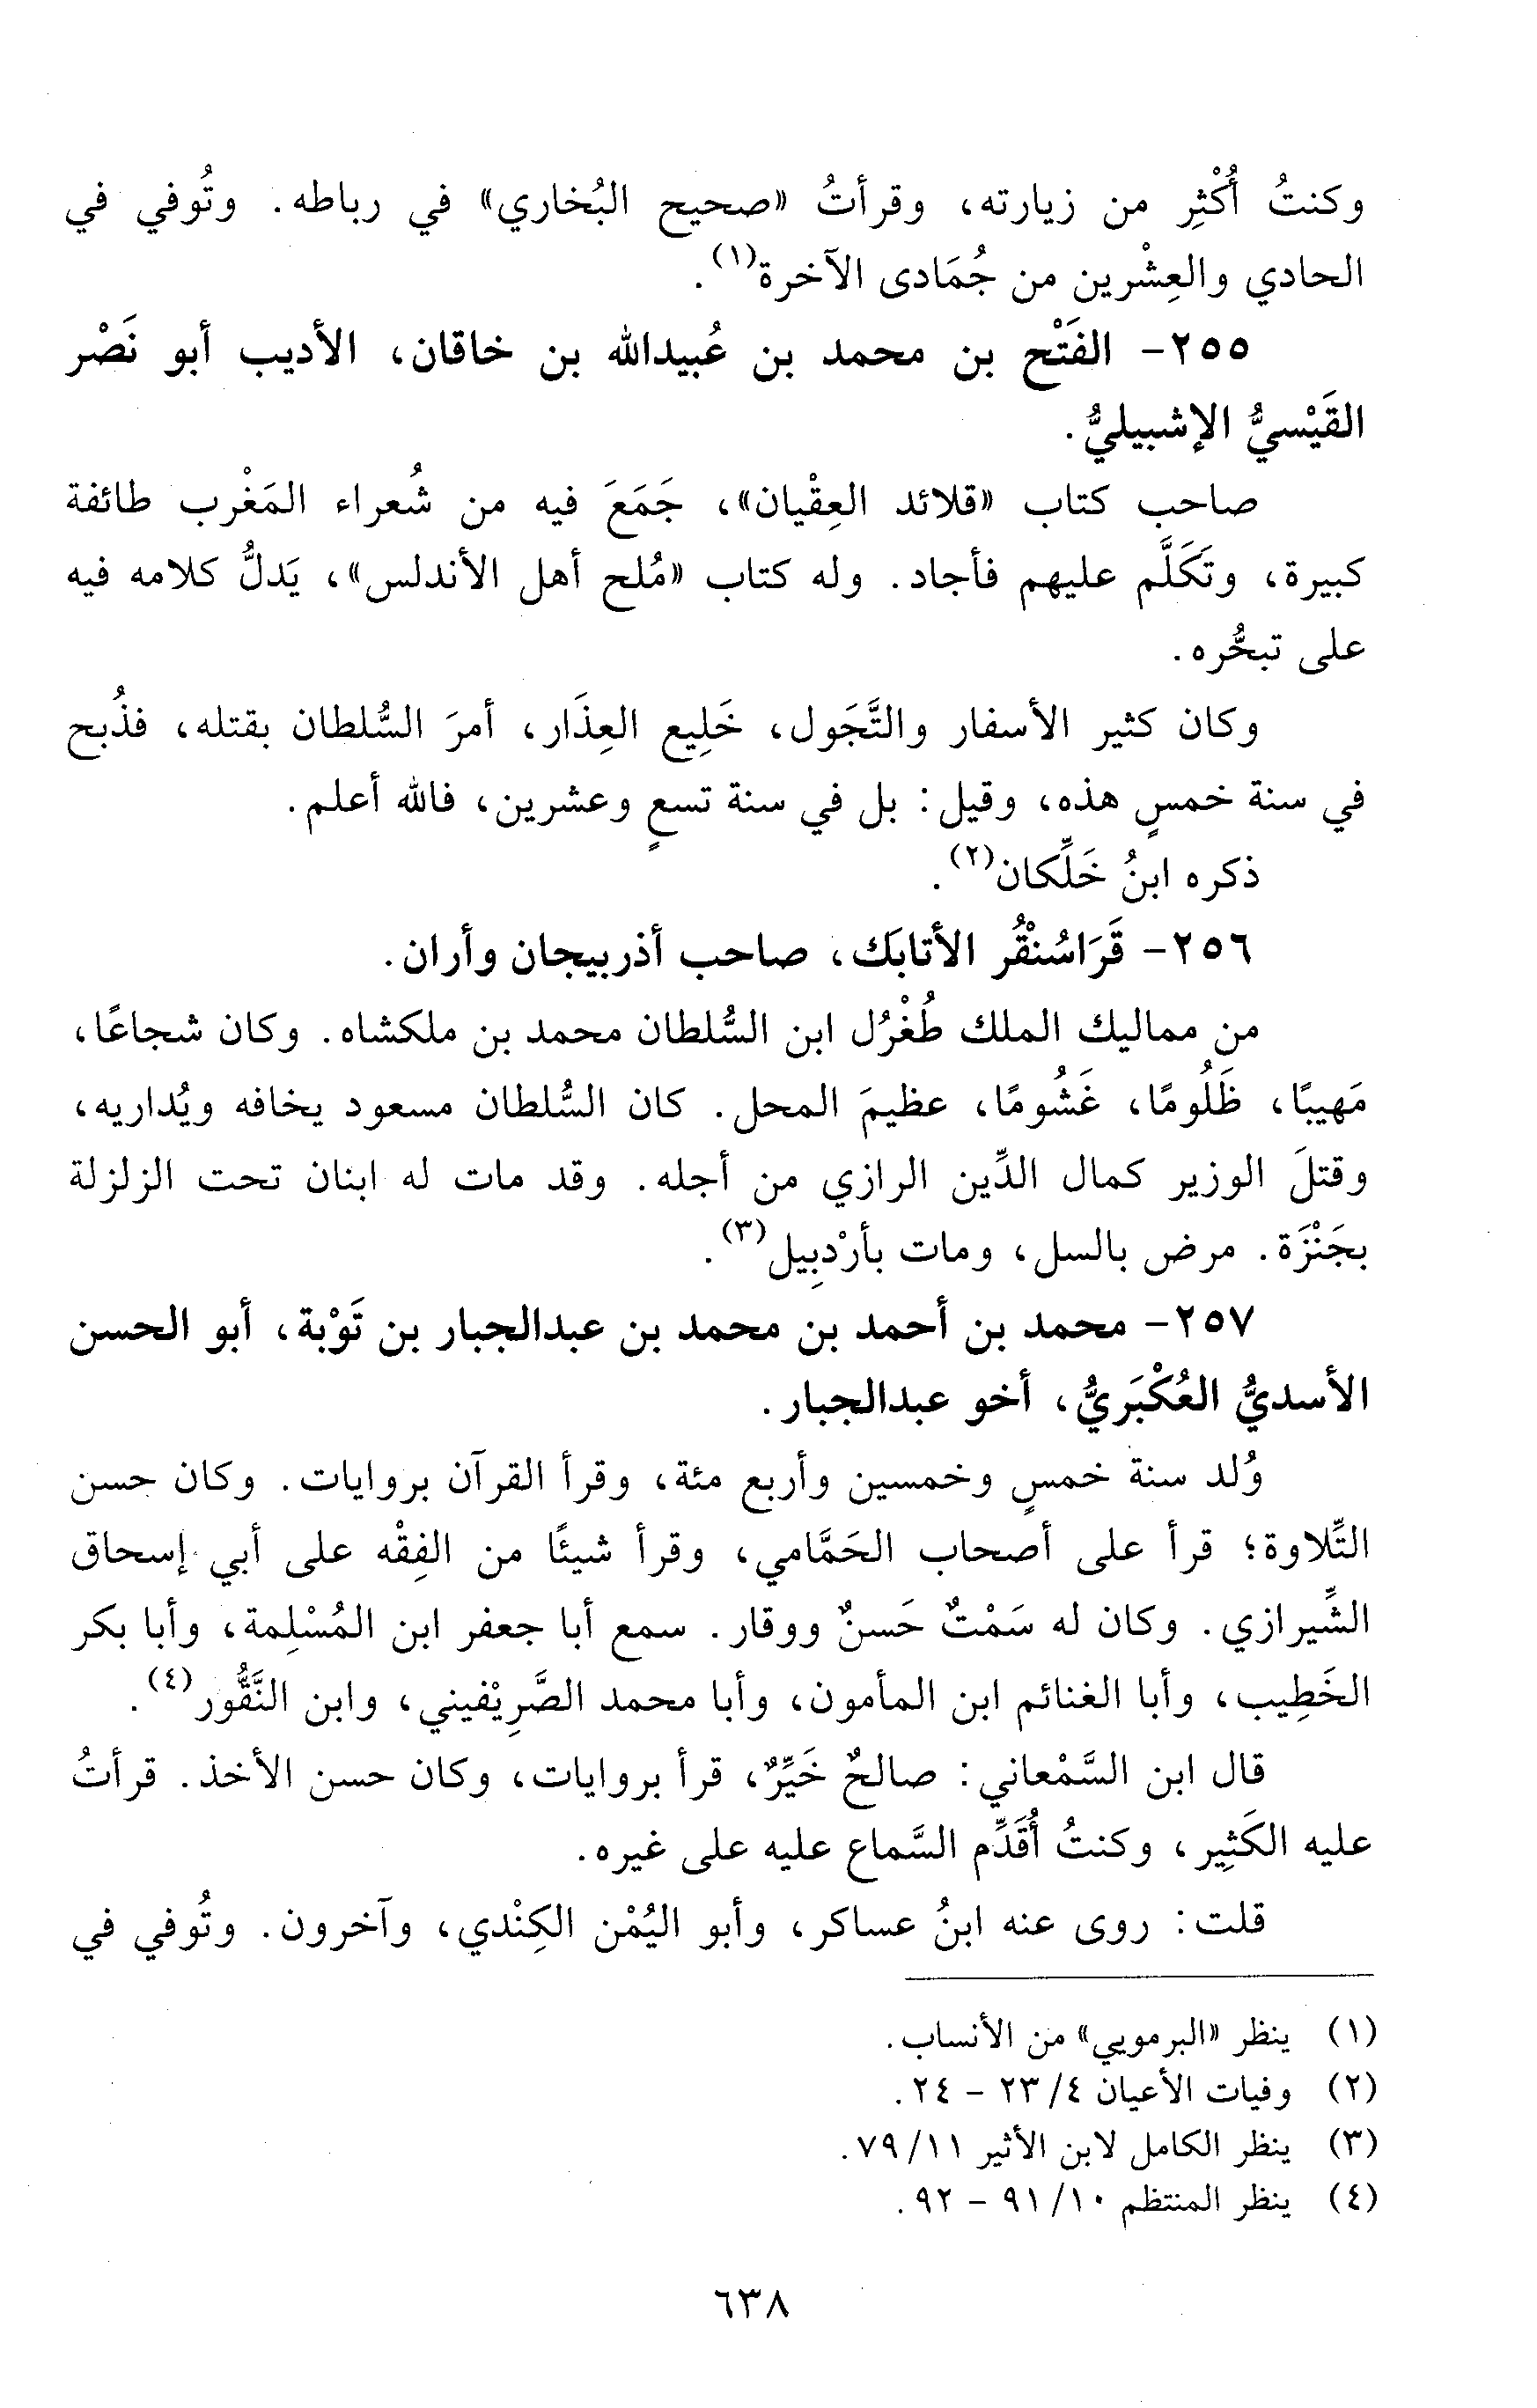 وكنتُ أُكْثِر من زيارته، وقرأتُ «صحيح البُخاري» في رباطه. وتُوفي في
الحادي والعِشْرين من جُمَادى الآخرة(١).
٢٥٥- الفَتْح بن محمد بن عُبيدالله بن خاقان، الأديب أبو نَصْر
القَيْسيُّ الإشبيليُّ.
صاحب كتاب «قلائد العِقْيان»، جَمَعَ فيه من شُعراء المَغْرب طائفة
كبيرة، وتَكَلَّم عليهم فأجاد. وله كتاب «مُلح أهل الأندلس»، يَدلُّ كلامه فيه
على تبحُّره.
وكان كثير الأسفار والتَّجَول، خَلِيع العِذَار، أمرَ السُّلطان بقتله، فذُبح
في سنة خمسٍ هذه، وقيل: بل في سنة تسعٍ وعشرين، فالله أعلم.
ذكره ابنُ خَلِّكان(٢).
٢٥٦- قَرَاسُنْقُر الأتابَك، صاحب أذربيجان وأران.
من مماليك الملك طُغْرُل ابن السُّلطان محمد بن ملكشاه. وكان شجاعًا،
مَهيبًا، ظَلُومًا، غَشُومًا، عظيمَ المحل. كان السُّلطان مسعود يخافه ويُداريه،
وقتلَ الوزير كمال الدِّين الرازي من أجله. وقد مات له ابنان تحت الزلزلة
بجَنْزَة. مرض بالسل، ومات بأرْدبِيل(٣).
٢٥٧- محمد بن أحمد بن محمد بن عبدالجبار بن تَوْبة، أبو الحسن
الأسديُّ العُكْبَريُّ، أخو عبدالجبار.
وُلد سنة خمسٍ وخمسين وأربع مئة، وقرأ القرآن بروايات. وكان حسن
التِّلاوة؛ قرأ على أصحاب الحَمَّامي، وقرأ شيئًا من الفِقْه على أبي إسحاق
الشِّيرازي. وكان له سَمْتٌ حَسنٌ ووقار. سمع أبا جعفر ابن المُسْلِمة، وأبا بكر
الخَطِيب، وأبا الغنائم ابن المأمون، وأبا محمد الصَّرِيْفيني، وابن النَّقُّور(٤).
قال ابن السَّمْعاني: صالحٌ خَيِّرٌ، قرأ بروايات، وكان حسن الأخذ. قرأتُ
عليه الكَثِير، وكنتُ أُقَدِّم السَّماع عليه على غيره.
قلت: روى عنه ابنُ عساكر، وأبو اليُمْن الكِنْدي، وآخرون. وتُوفي في
(١) ينظر «البرمويي» من الأنساب.
(٢) وفيات الأعيان ٤/ ٢٣ - ٢٤.
(٣) ينظر الكامل لابن الأثير ١١/ ٧٩.
(٤) ينظر المنتظم ١٠/ ٩١ - ٩٢.
٦٣٨